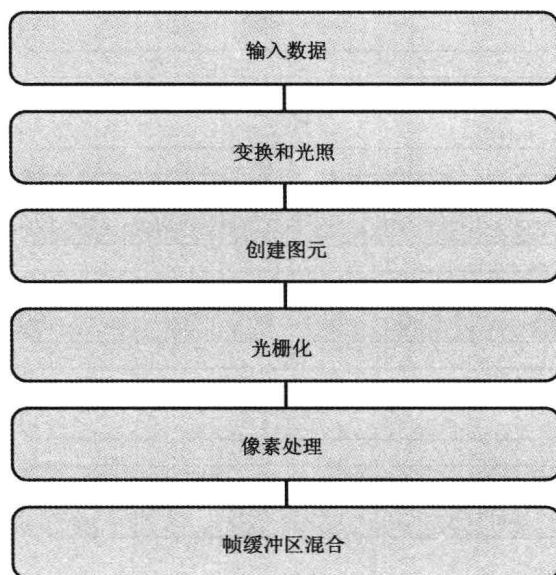 输入数据
变换和光照
创建图元
光栅化
像素处理
帧缓冲区混合